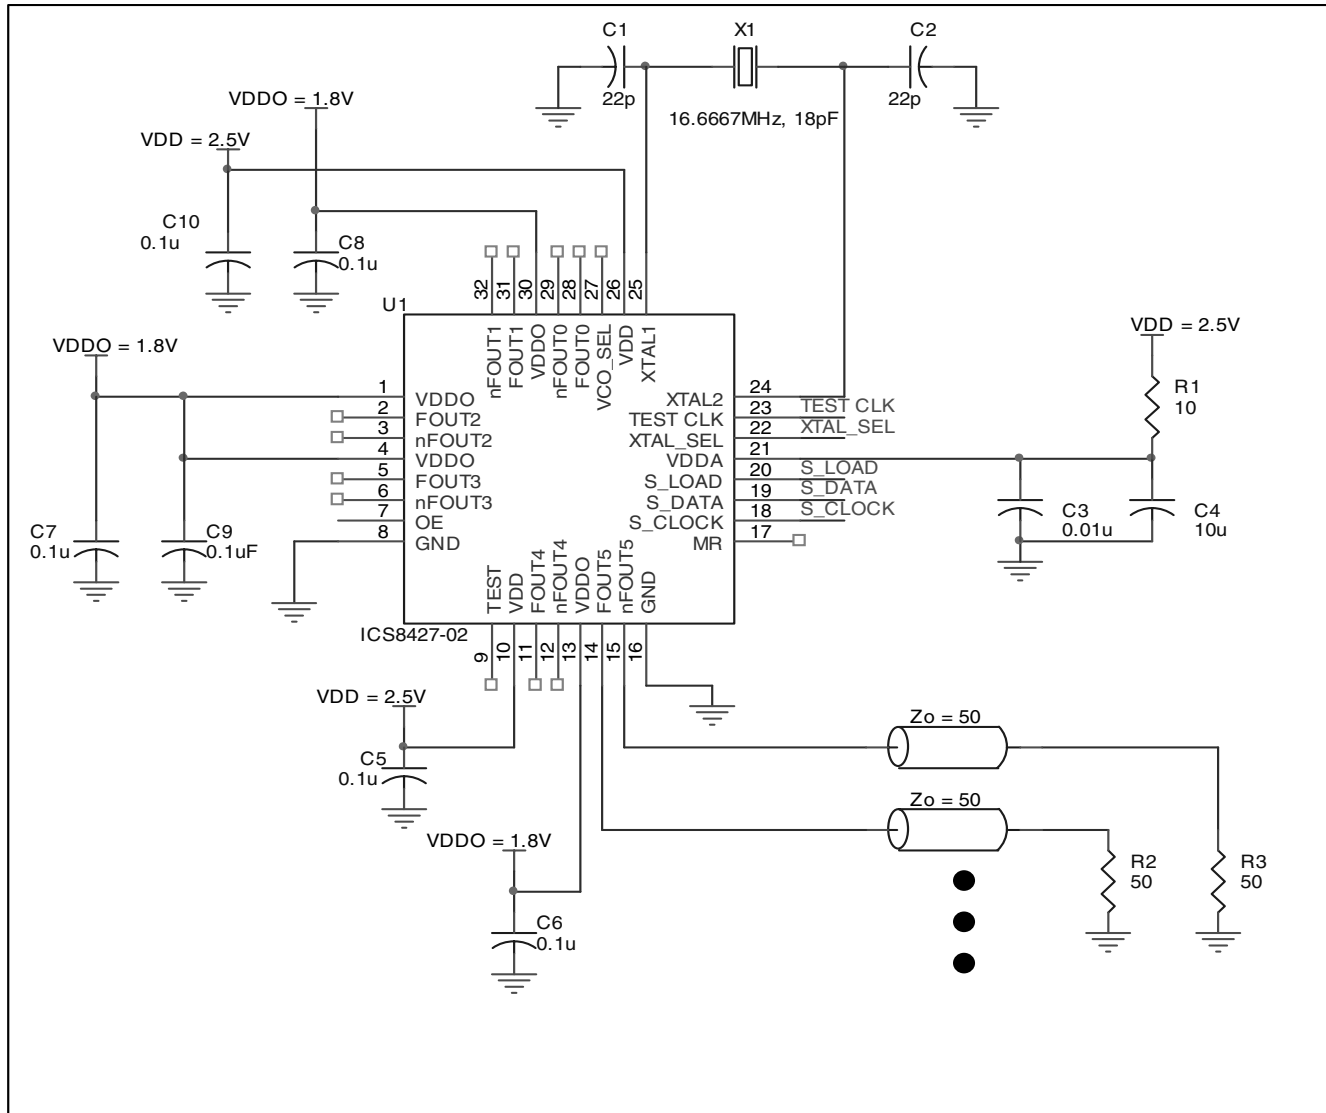 C1
X1
C2
22p
22p
16.6667MHz, 18pF
VDDO = 1.8V
VDD = 2.5V
C10
0.1u
C8
0.1u
32
31
30
29
28
27
26
25
U1
nFOUT1
FOUT1
VDDO
nFOUT0
FOUT0
VCO_SEL
VDD
XTAL1
VDD = 2.5V
R1
10
VDDO = 1.8V
1
VDDO
2
FOUT2
3
nFOUT2
4
VDDO
5
FOUT3
6
nFOUT3
7
OE
8
GND
XTAL2
24
TEST CLK
23
TEST CLK
XTAL_SEL
22
XTAL_SEL
VDDA
21
S_LOAD
20
S_LOAD
S_DATA
19
S_DATA
S_CLOCK
18
S_CLOCK
MR
17
C7
0.1u
C9
0.1uF
C3
0.01u
C4
10u
TEST
VDD
FOUT4
nFOUT4
VDDO
FOUT5
nFOUT5
GND
ICS8427-02
9
10
11
12
13
14
15
16
VDD = 2.5V
C5
0.1u
Zo = 50
Zo = 50
VDDO = 1.8V
C6
0.1u
R2
50
R3
50